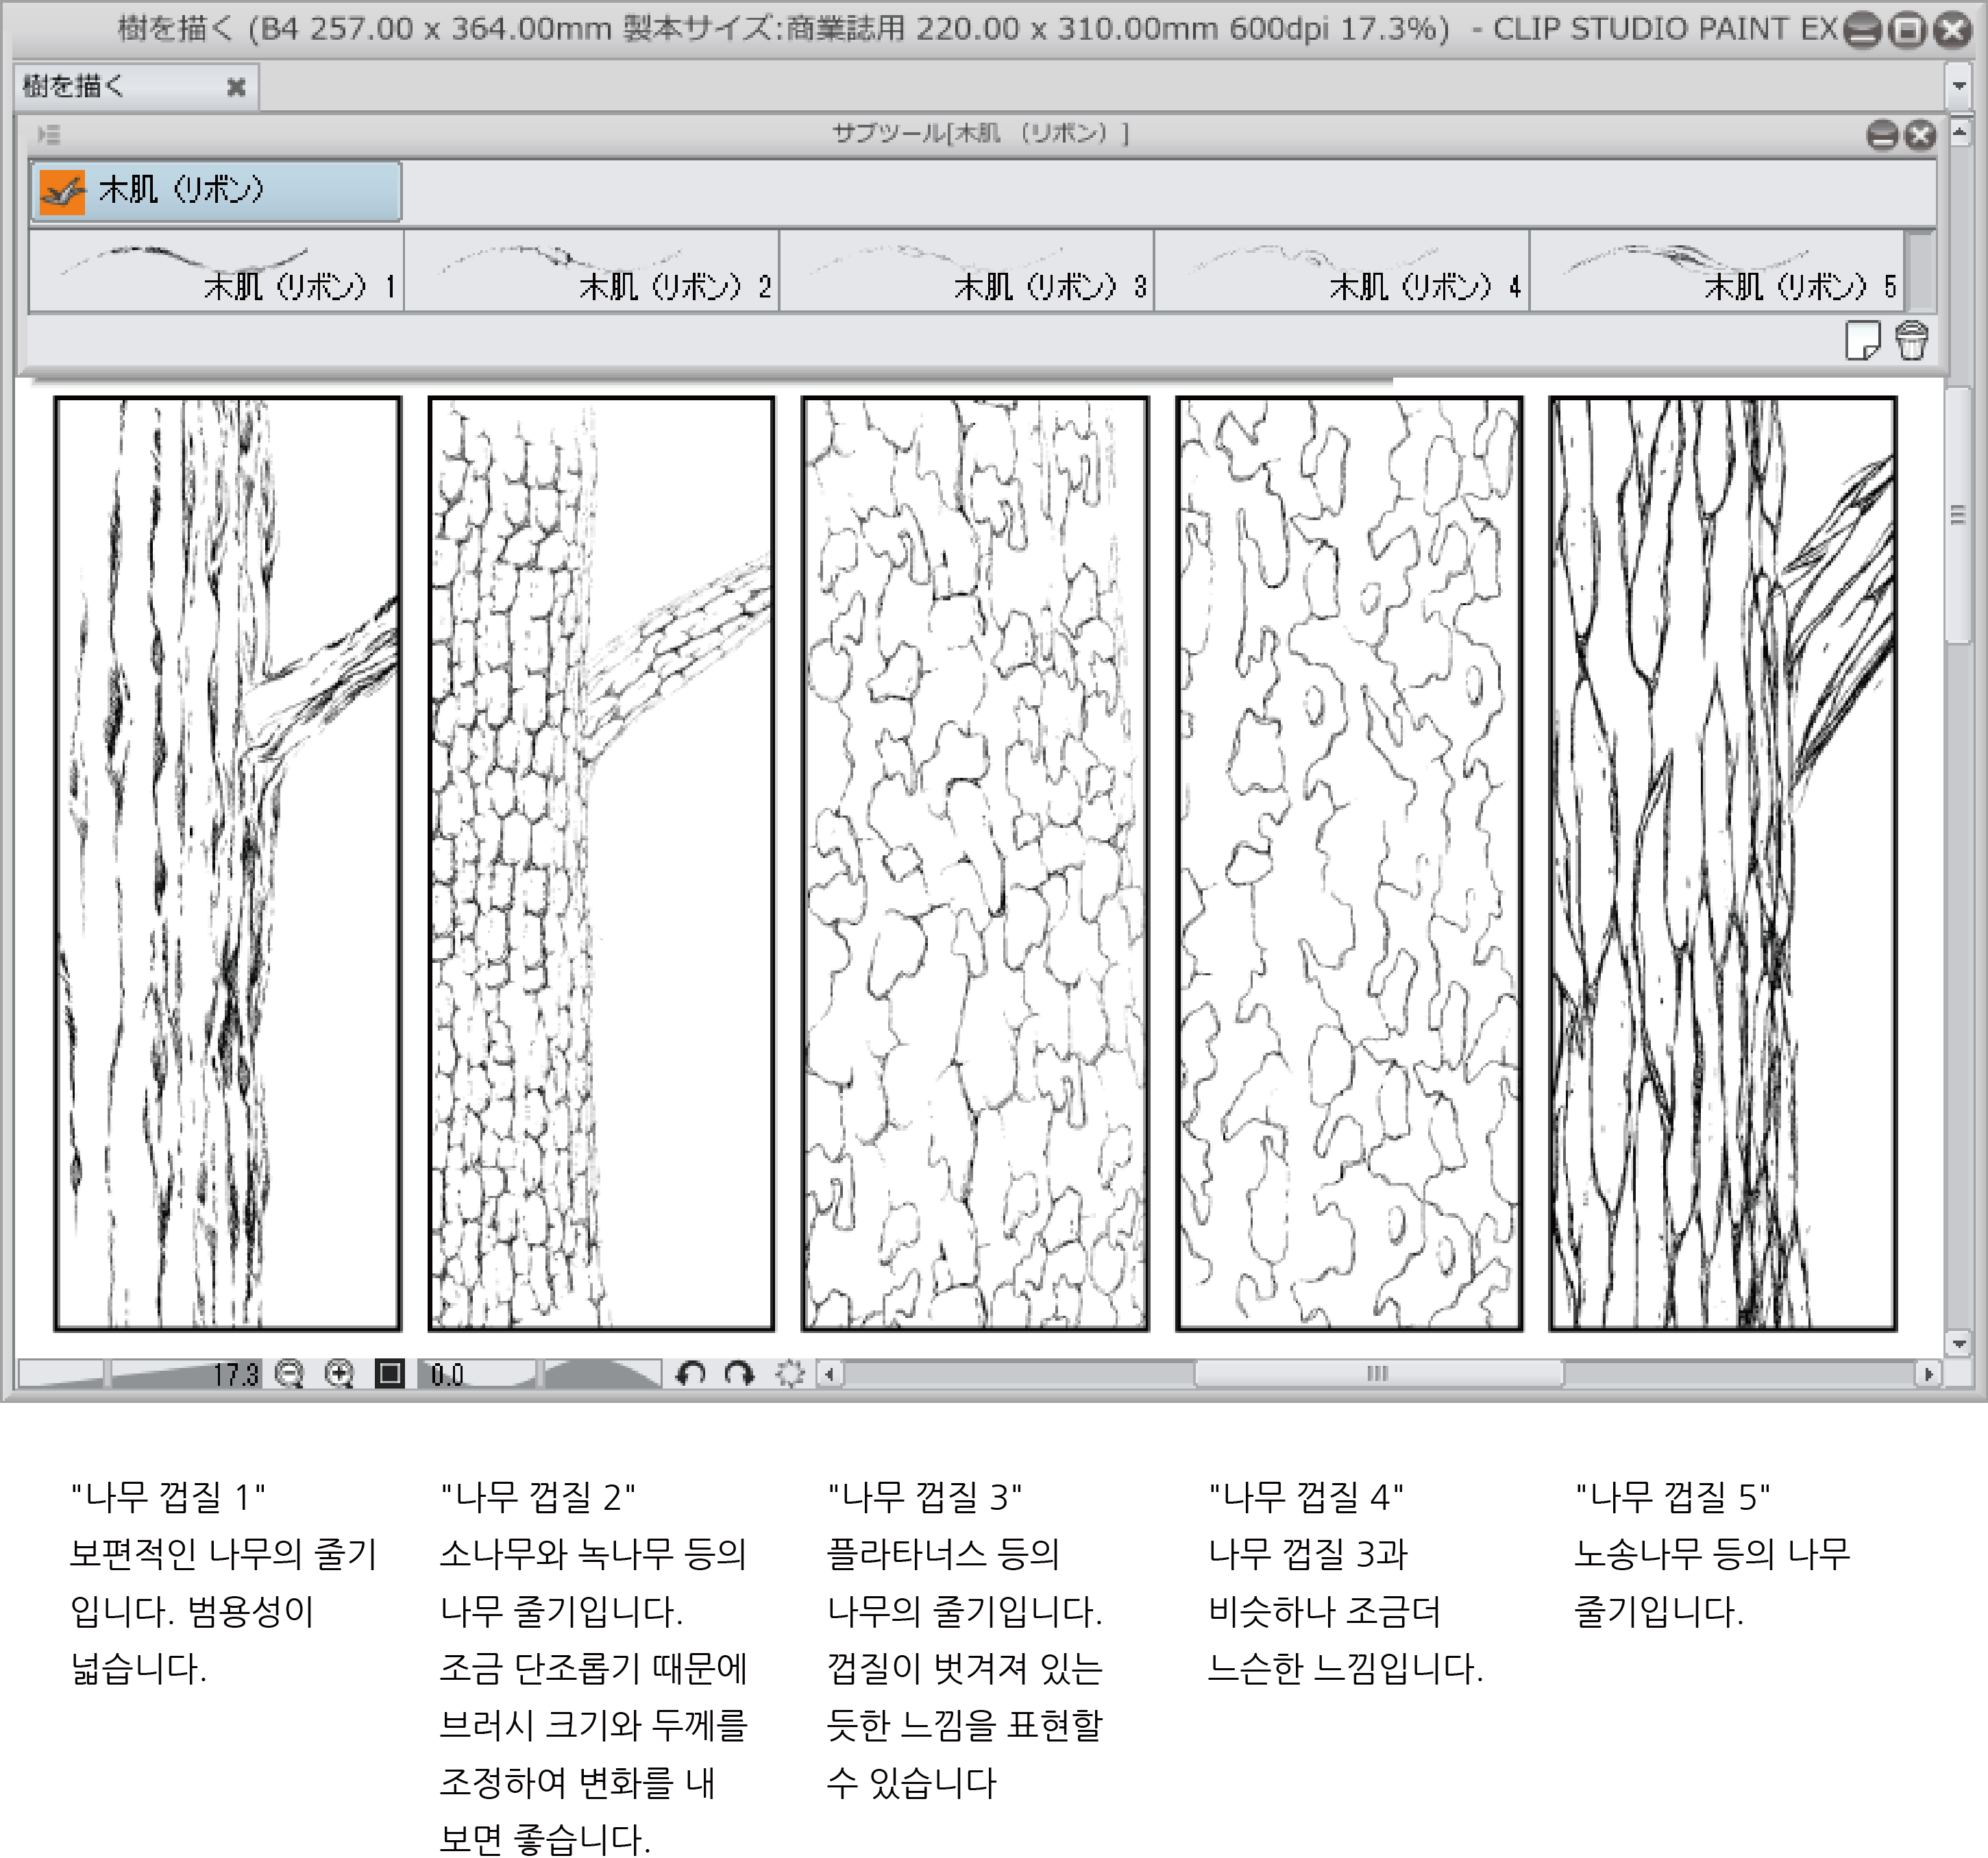 樹を描く (B4 257.00 x 364.00mm 製本サイズ:商業誌用 220.00 x 310.00mm 600dpi 17.3%)  - CLIP STUDIO PAINT EX
樹を描く
サブツール[木肌 (リボン) ]
木肌 (リボン)
木肌 (リボン) 1
木肌 (リボン) 2
木肌 (リボン) 3
木肌 (リボン) 4
木肌 (リボン) 5
17.3
0.0
"나무 껍질 1"
보편적인 나무의 줄기
입니다. 범용성이
넓습니다.
"나무 껍질 2"
소나무와 녹나무 등의
나무 줄기입니다.
조금 단조롭기 때문에
브러시 크기와 두께를
조정하여 변화를 내
보면 좋습니다.
"나무 껍질 3"
플라타너스 등의
나무의 줄기입니다.
껍질이 벗겨져 있는
듯한 느낌을 표현할
수 있습니다
"나무 껍질 4"
나무 껍질 3과
비슷하나 조금더
느슨한 느낌입니다.
"나무 껍질 5"
노송나무 등의 나무
줄기입니다.